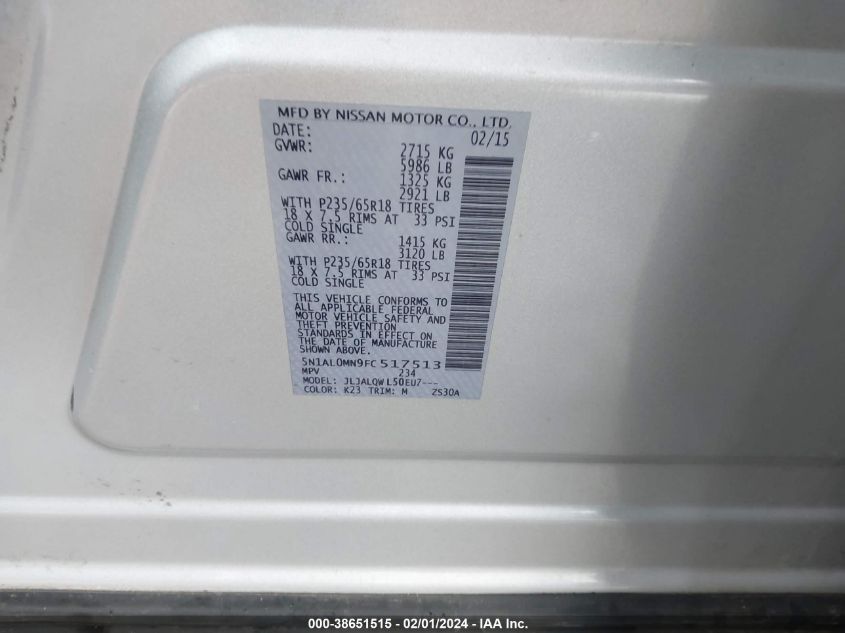 MFD BY NISSAN MOTOR CO., LTD.
DATE: 02/15
GVWR: 2715 KG
5986 LB
GAWR FR.: 1325 KG
2921 LB
WITH P235/65R18 TIRES
18 X 7.5 RIMS AT 33 PSI
COLD SINGLE
GAWR RR.: 1415 KG
3120 LB
WITH P235/65R18 TIRES
18 X 7.5 RIMS AT 33 PSI
COLD SINGLE
THIS VEHICLE CONFORMS TO
ALL APPLICABLE FEDERAL
MOTOR VEHICLE SAFETY AND
THEFT PREVENTION
STANDARDS IN EFFECT ON
THE DATE OF MANUFACTURE
SHOWN ABOVE.
5N1AL0MN9FC517513
MPV 234
MODEL: JLJALQWL50EU7---
COLOR: K23 TRIM: M ZS30A
000-38651515 - 02/01/2024 - IAA Inc.